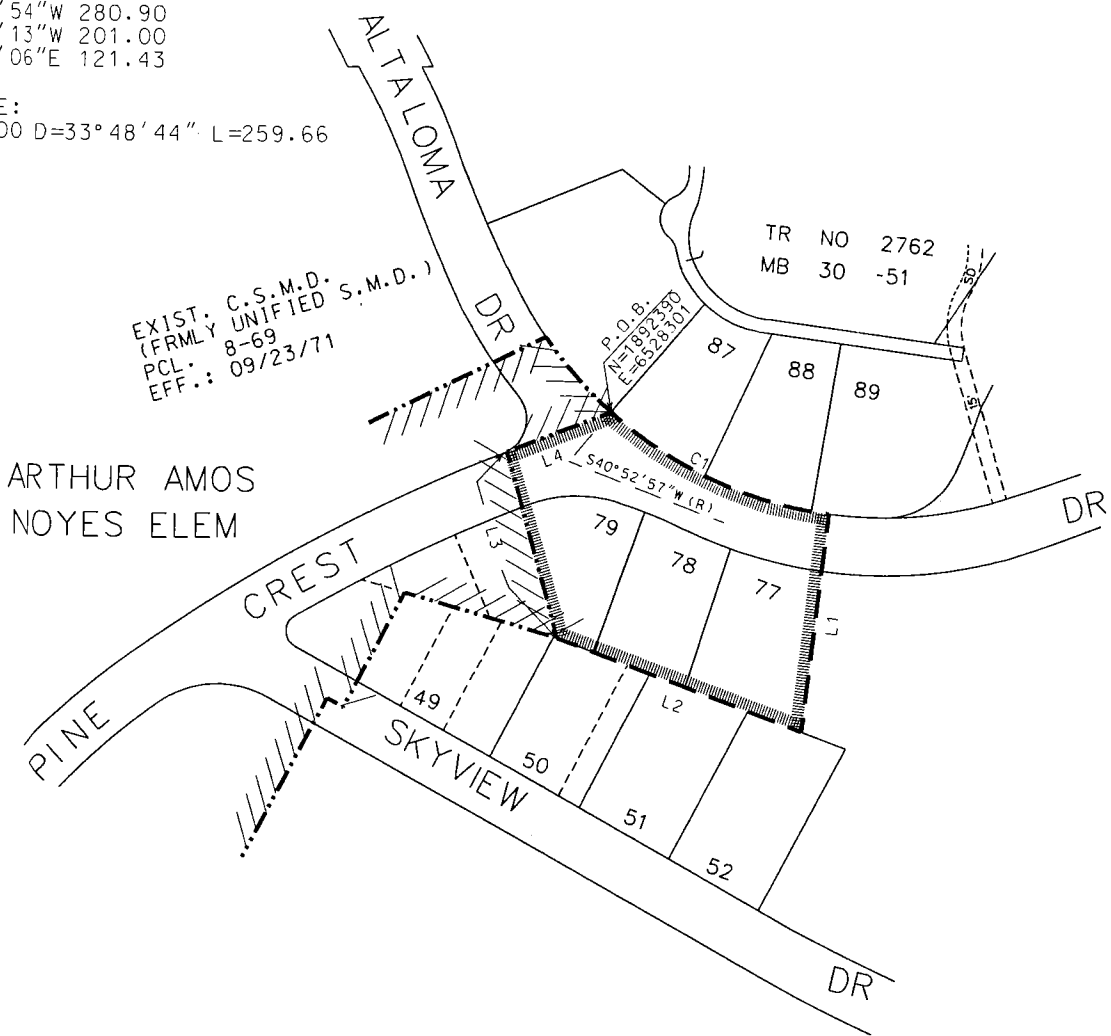 '54"W 280.90
'13"W 201.00
'06"E 121.43
E:
00 D=33°48'44" L=259.66
ALTALOMA
DR
EXIST. C.S.M.D.
(FRMLY UNIFIED S.M.D.)
PCL. 8-69
EFF.: 09/23/71
TR NO 2762
MB 30 -51
50
15'
P.O.B.
N=1892390
E=6528301
87
88
89
C1
L4
S40°52'57"W (R)
ARTHUR AMOS
NOYES ELEM
79
78
77
L3
L1
L2
PINE
CREST
DR
49
50
51
52
SKYVIEW
DR